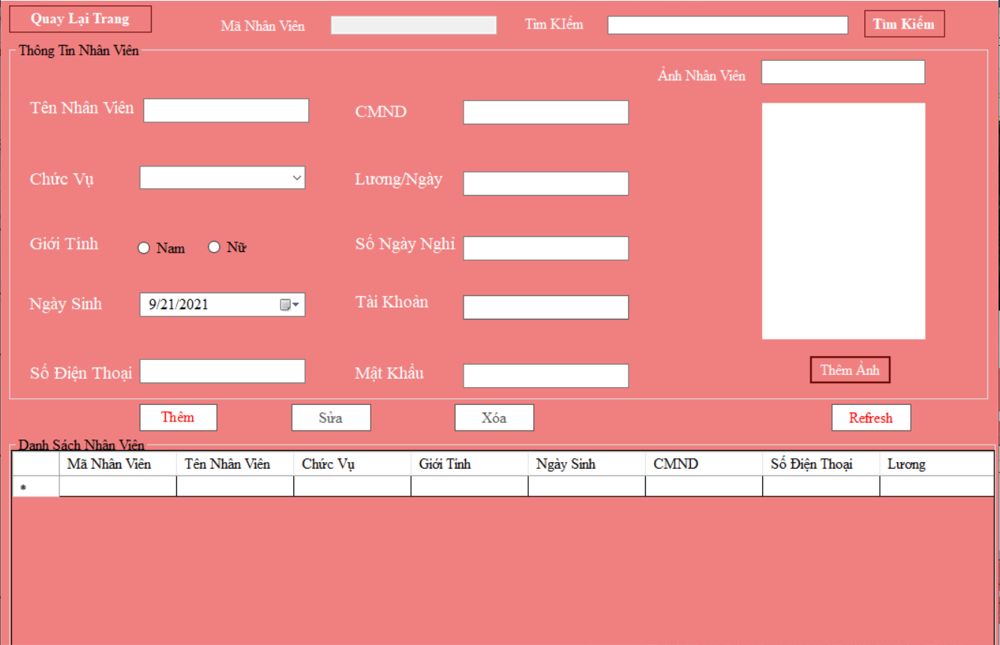 Quay Lại Trang
Mã Nhân Viên
Tìm KIếm
Tìm Kiếm
Thông Tin Nhân Viên
Ảnh Nhân Viên
Tên Nhân Viên
CMND
Chức Vụ
Lương/Ngày
Giới Tính
Nam
Nữ
Số Ngày Nghỉ
Ngày Sinh
9/21/2021
Tài Khoản
Số Điện Thoại
Mật Khẩu
Thêm Ảnh
Thêm
Sửa
Xóa
Refresh
Danh Sách Nhân Viên
Mã Nhân Viên Tên Nhân Viên Chức Vụ Giới Tính Ngày Sinh CMND Số Điện Thoại Lương